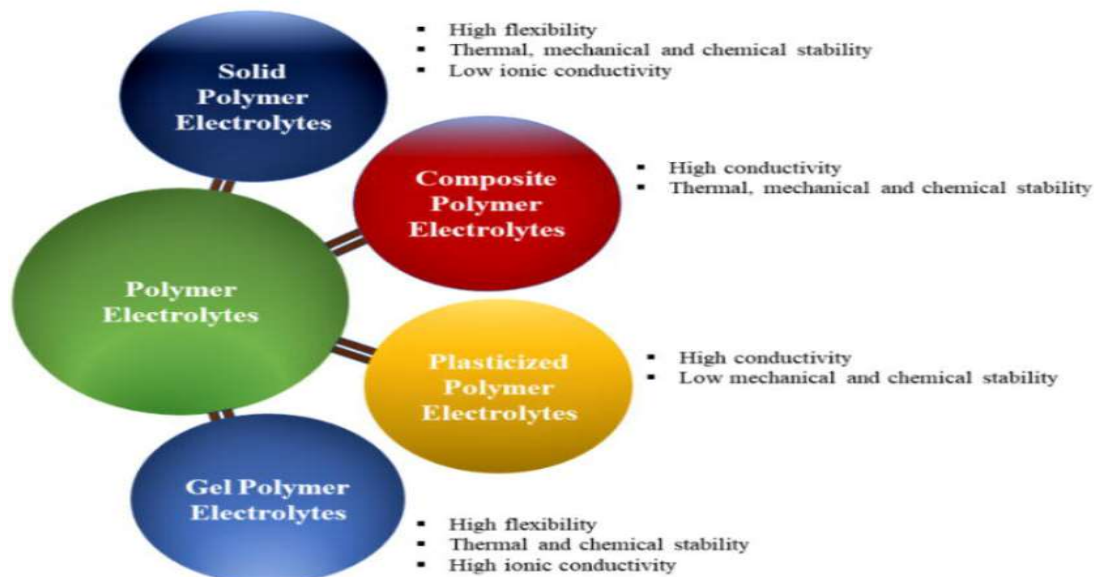 Solid
Polymer
Electrolytes
▪ High flexibility
▪ Thermal, mechanical and chemical stability
▪ Low ionic conductivity
Composite
Polymer
Electrolytes
▪ High conductivity
▪ Thermal, mechanical and chemical stability
Polymer
Electrolytes
Plasticized
Polymer
Electrolytes
▪ High conductivity
▪ Low mechanical and chemical stability
Gel Polymer
Electrolytes
▪ High flexibility
▪ Thermal and chemical stability
▪ High ionic conductivity